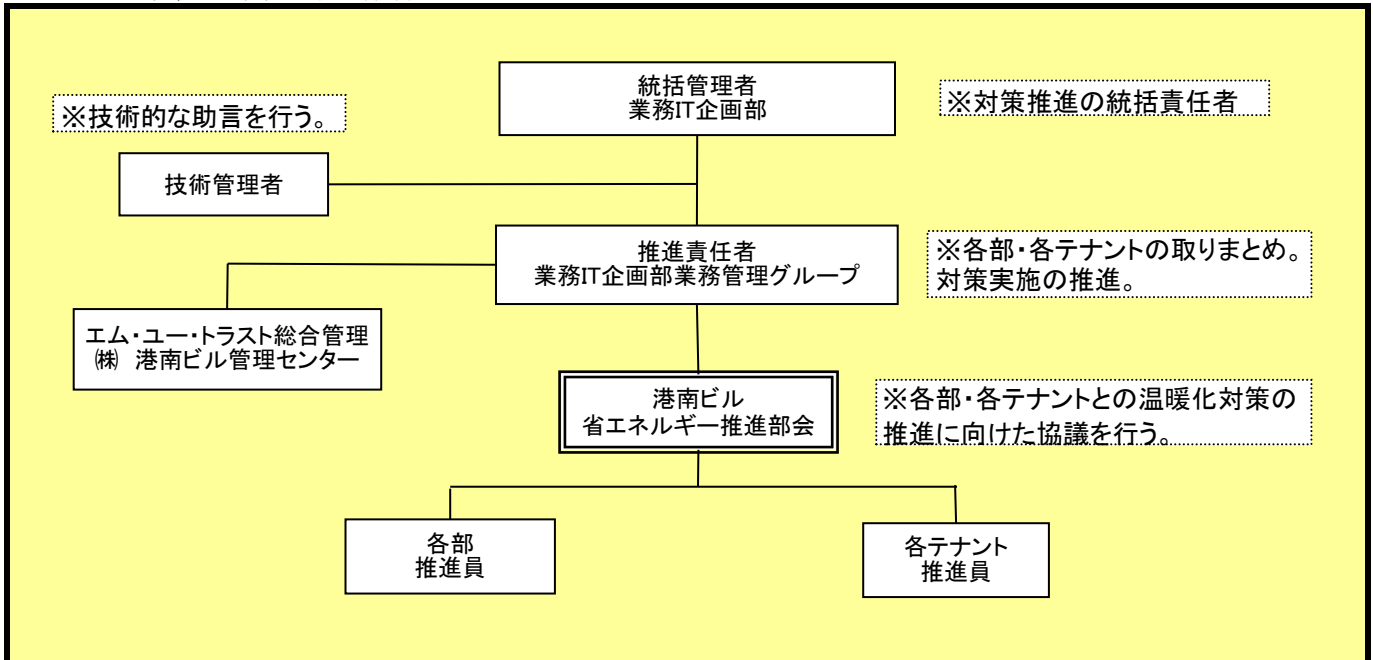 統括管理者
業務IT企画部
※対策推進の統括責任者
※技術的な助言を行う。
技術管理者
推進責任者
業務IT企画部業務管理グループ
※各部・各テナントの取りまとめ。
対策実施の推進。
エム・ユー・トラスト総合管理
㈱ 港南ビル管理センター
港南ビル
省エネルギー推進部会
※各部・各テナントとの温暖化対策の
推進に向けた協議を行う。
各部
推進員
各テナント
推進員